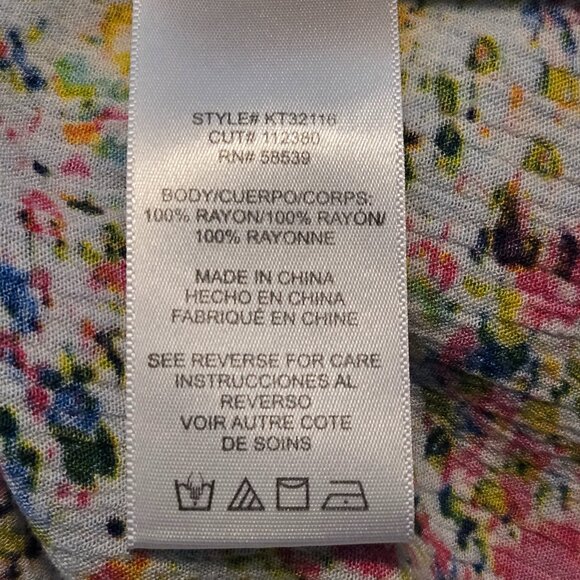 STYLE# KT32116
CUT# 112380
RN# 58539
BODY/CUERPO/CORPS:
100% RAYON/100% RAYÓN/
100% RAYONNE
MADE IN CHINA
HECHO EN CHINA
FABRIQUÉ EN CHINE
SEE REVERSE FOR CARE
INSTRUCCIONES AL
REVERSO
VOIR AUTRE COTE
DE SOINS